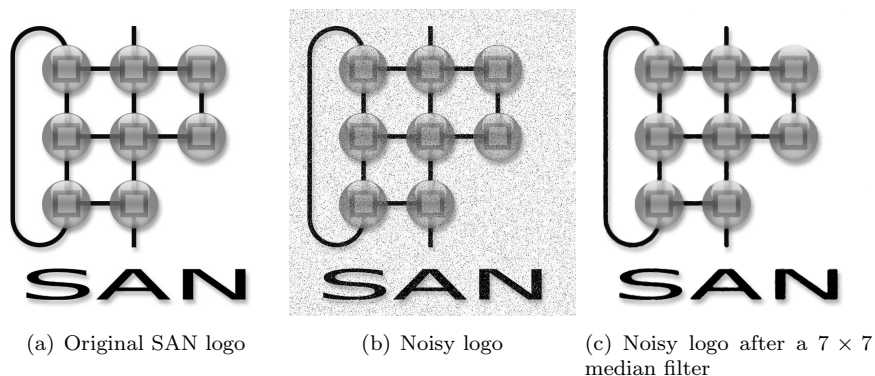 SAN
SAN
SAN
(a) Original SAN logo
(b) Noisy logo
(c) Noisy logo after a 7 × 7
median filter